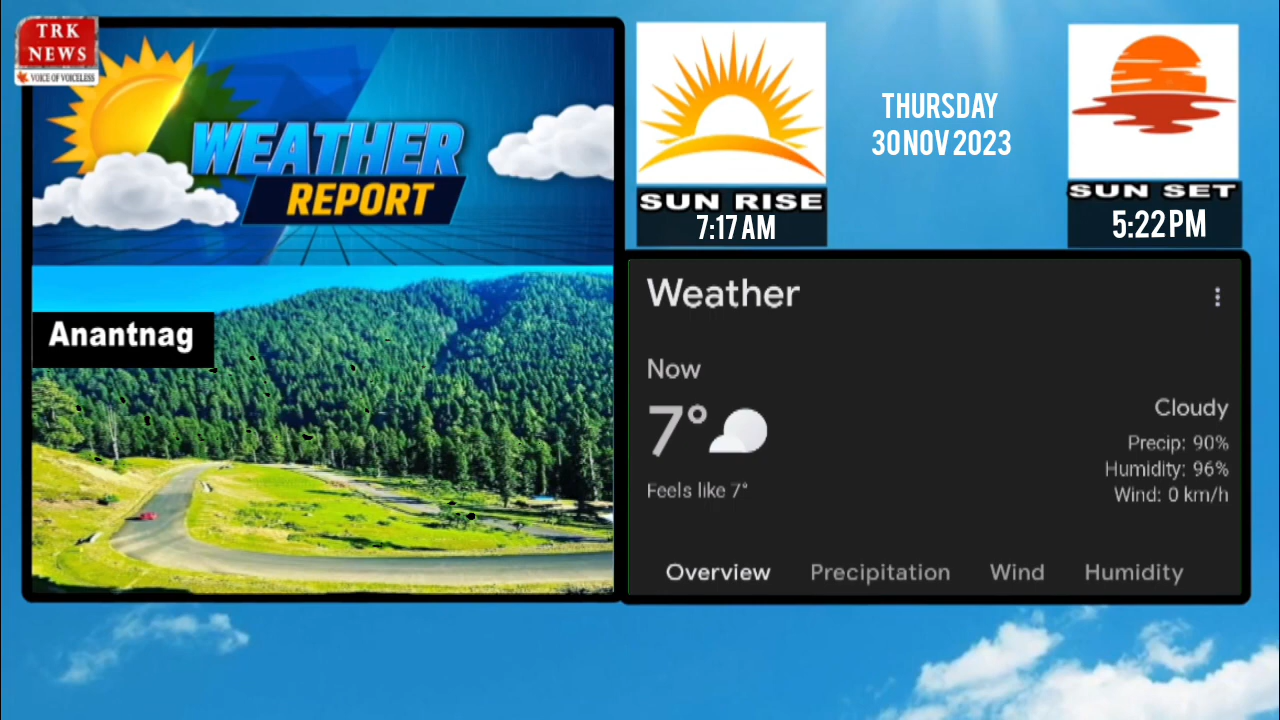 TRK
NEWS
VOICE OF VOICELESS
WEATHER
REPORT
Anantnag
SUN RISE
7:17 AM
THURSDAY
30 NOV 2023
SUN SET
5:22 PM
Weather
Now
7°
Feels like 7°
Cloudy
Precip: 90%
Humidity: 96%
Wind: 0 km/h
Overview Precipitation Wind Humidity